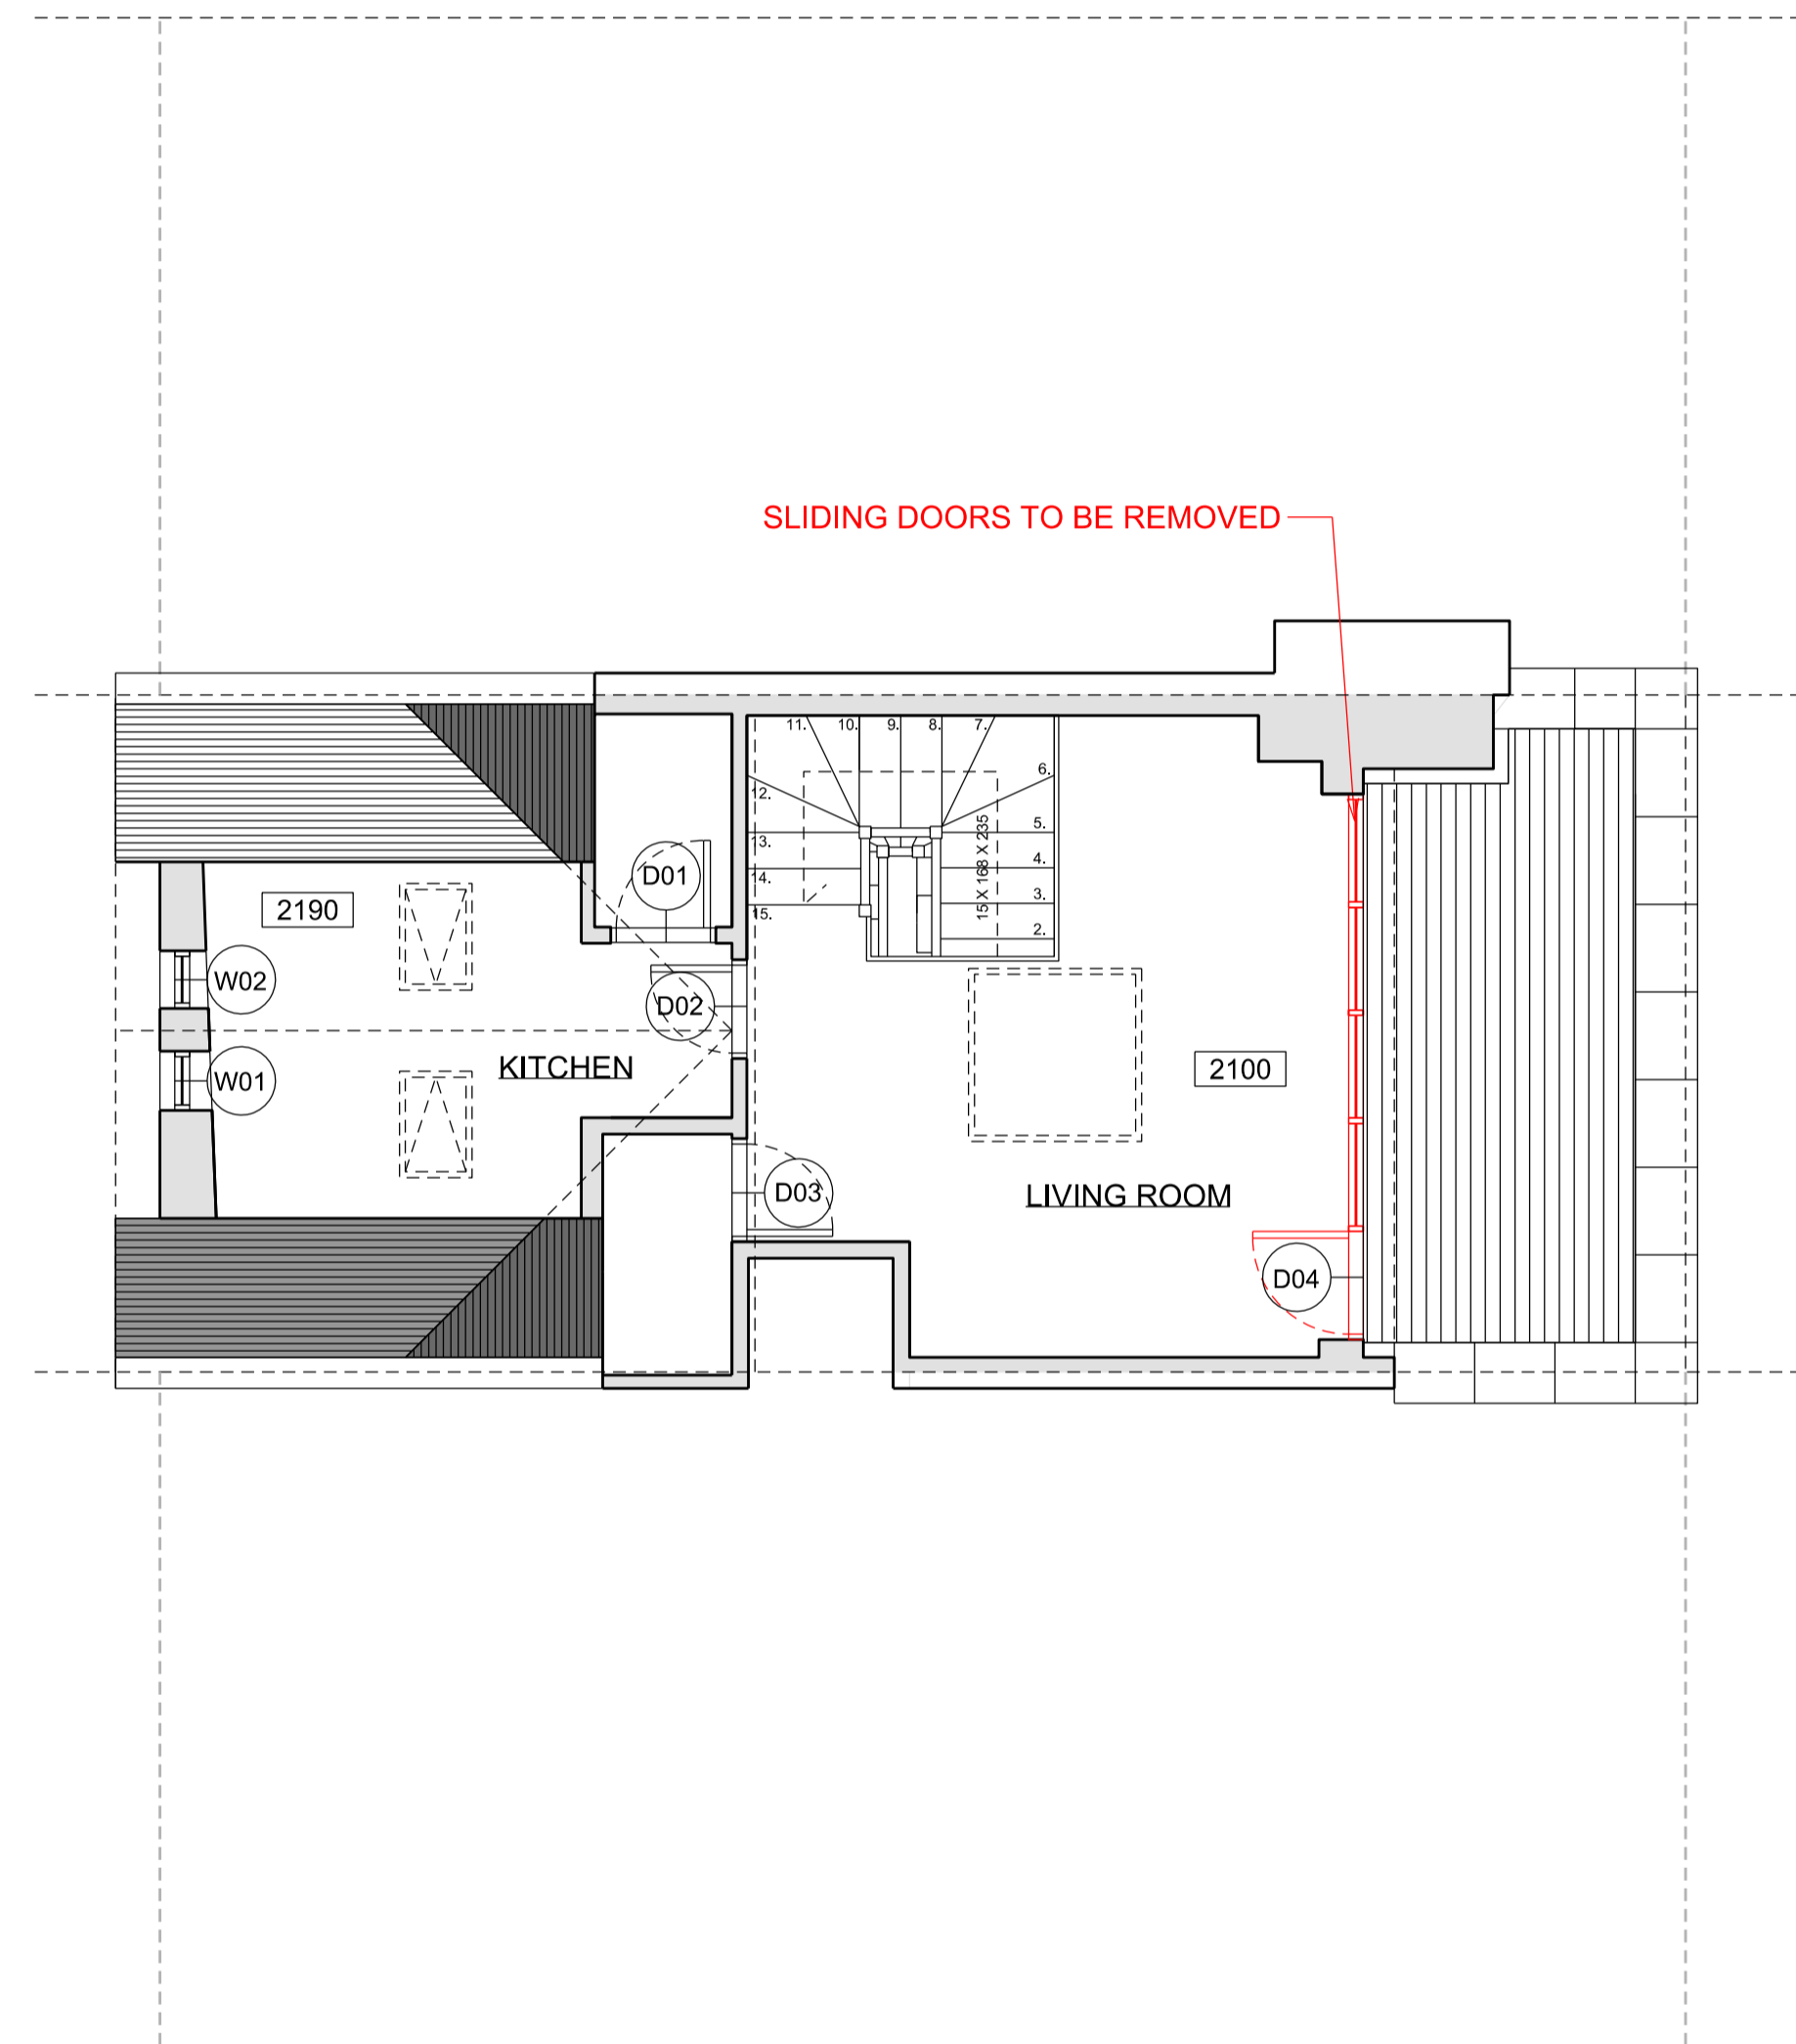 SLIDING DOORS TO BE REMOVED
11.
10.
9.
8.
7.
6.
12.
5.
13.
4.
14.
3.
15.
2.
15 X 168 X 235
D01
2190
W02
D02
KITCHEN
W01
2100
D03
LIVING ROOM
D04